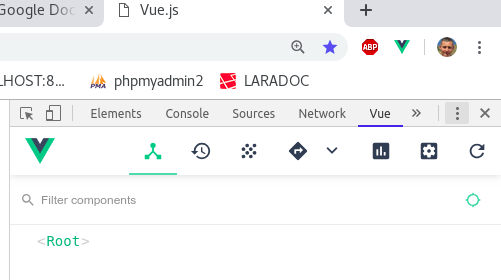 Google Doc
Vue.js
ABP
LHOST:8...
PMA
phpmyadmin2
LARADOC
Elements
Console
Sources
Network
Vue
Filter components
<Root>